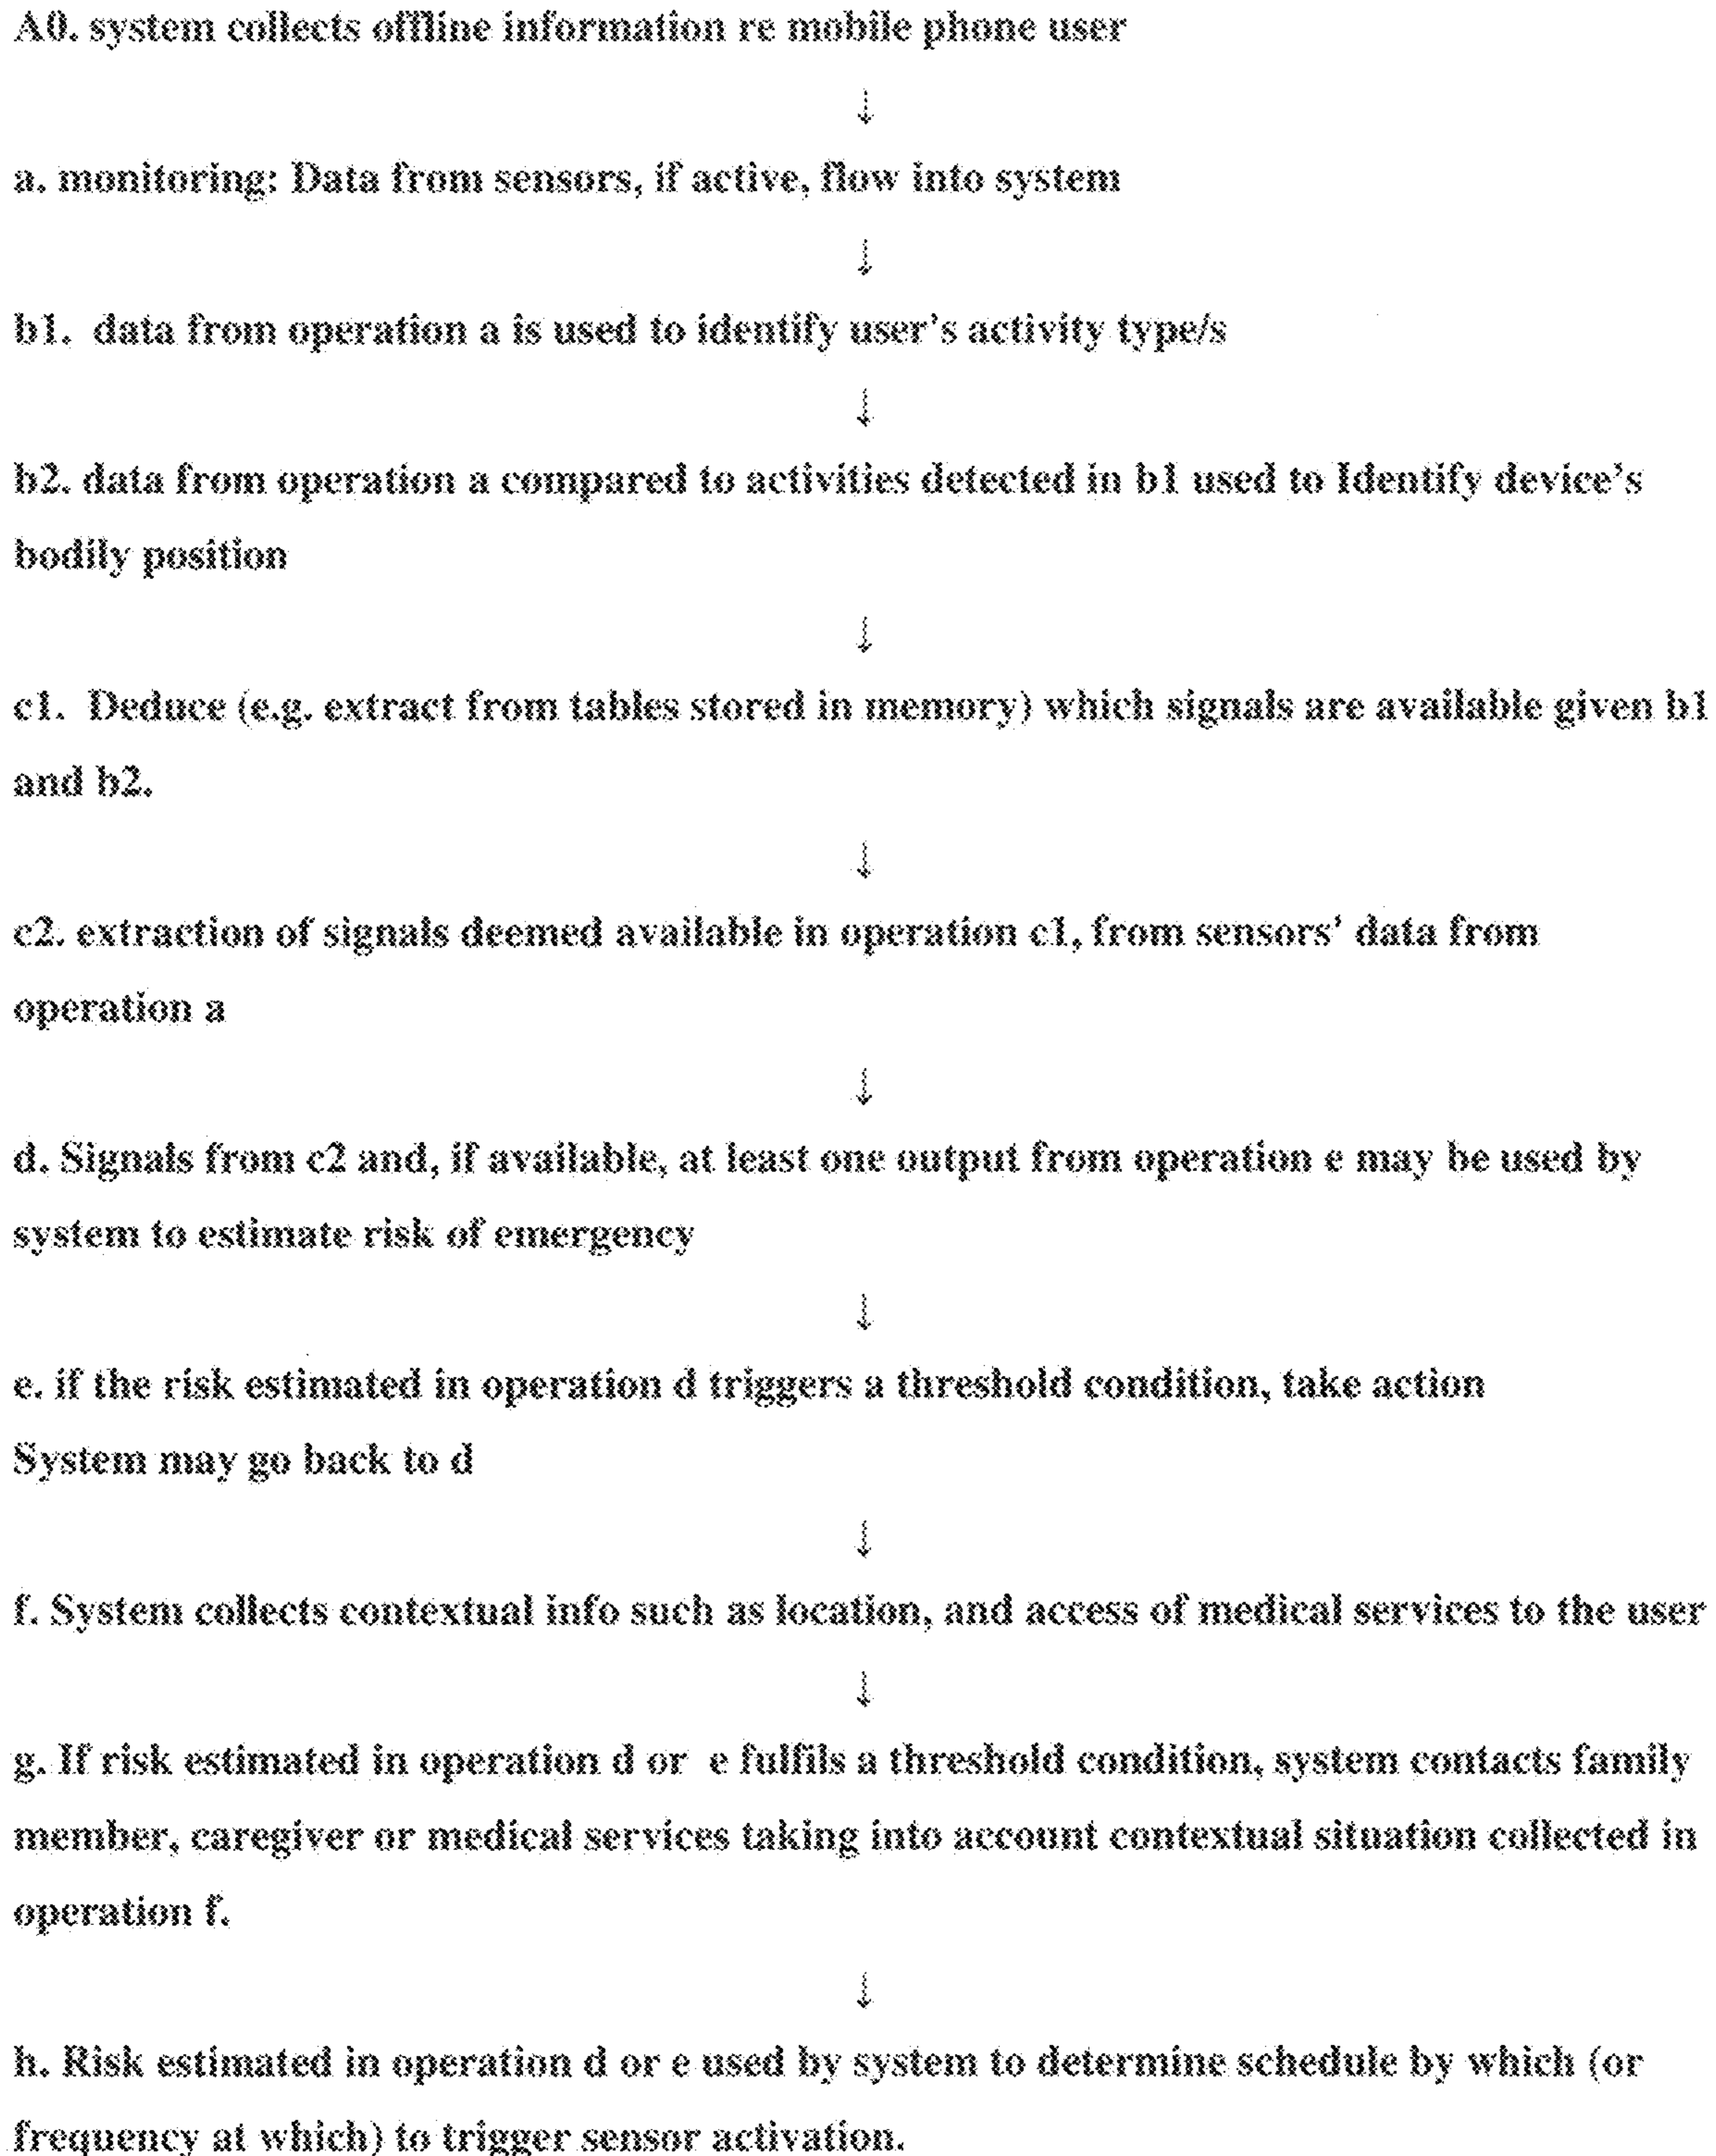 A0. system collects offline information re mobile phone user
↓
a. monitoring: Data from sensors, if active, flow into system
↓
b1.  data from operation a is used to identify user's activity type/s
↓
b2. data from operation a compared to activities detected in b1 used to Identify device's
bodily position
↓
c1.  Deduce (e.g. extract from tables stored in memory) which signals are available given b1
and b2.
↓
c2. extraction of signals deemed available in operation c1, from sensors' data from
operation a
↓
d. Signals from c2 and, if available, at least one output from operation e may be used by
system to estimate risk of emergency
↓
e. if the risk estimated in operation d triggers a threshold condition, take action
System may go back to d
↓
f. System collects contextual info such as location, and access of medical services to the user
↓
g. If risk estimated in operation d or  e fulfils a threshold condition, system contacts family
member, caregiver or medical services taking into account contextual situation collected in
operation f.
↓
h. Risk estimated in operation d or e used by system to determine schedule by which (or
frequency at which) to trigger sensor activation.